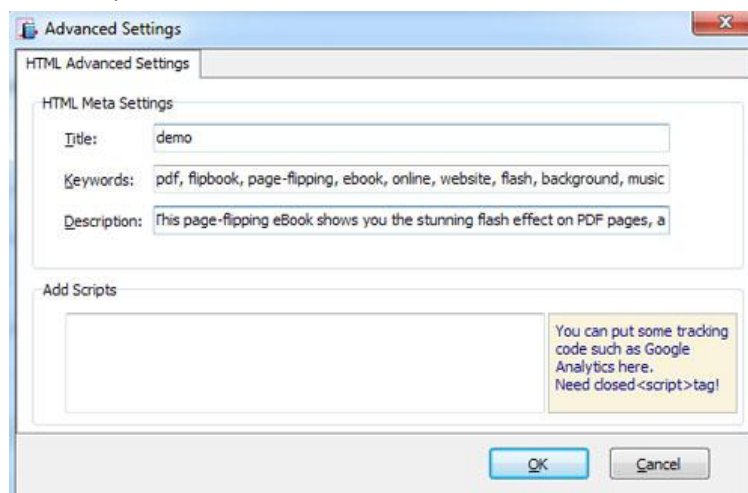 Advanced Settings
HTML Advanced Settings
HTML Meta Settings
Title: demo
Keywords: pdf, flipbook, page-flipping, ebook, online, website, flash, background, music
Description: This page-flipping eBook shows you the stunning flash effect on PDF pages, a
Add Scripts
You can put some tracking
code such as Google
Analytics here.
Need closed<script>tag!
OK Cancel